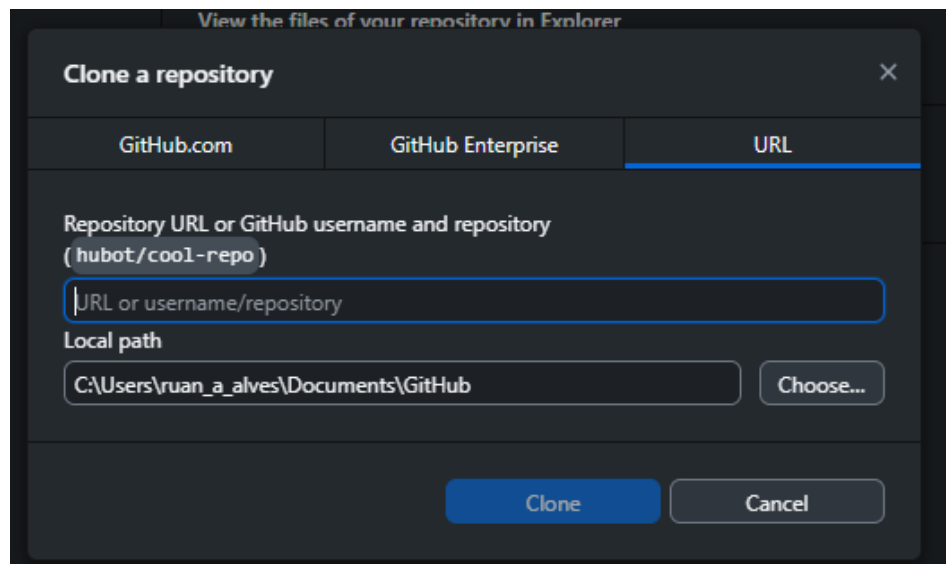 View the files of your repository in Explorer
Clone a repository
GitHub.com GitHub Enterprise URL
Repository URL or GitHub username and repository
(hubot/cool-repo)
URL or username/repository
Local path
C:\Users\ruan_a_alves\Documents\GitHub Choose...
Clone Cancel